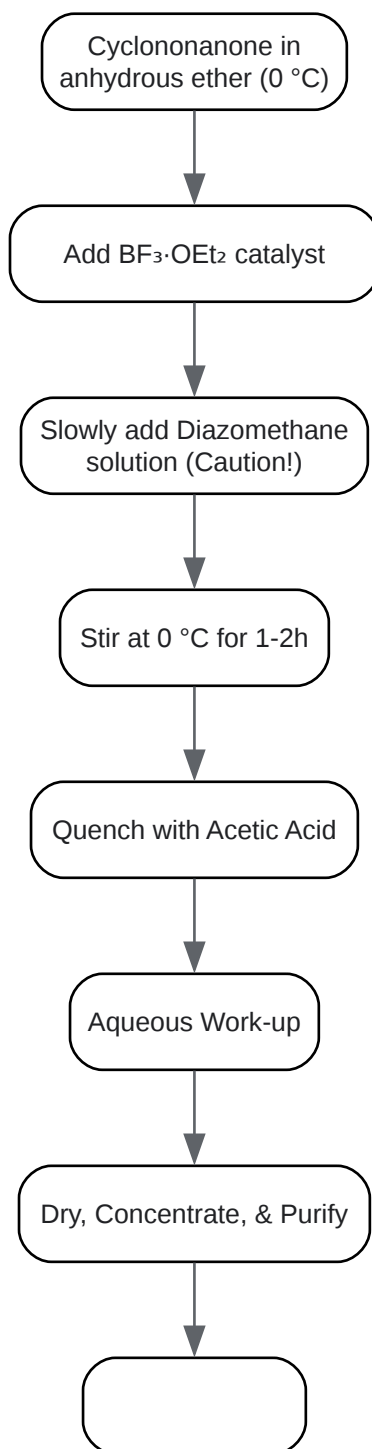 Cyclononanone in
anhydrous ether (0 °C)
Add BF₃·OEt₂ catalyst
Slowly add Diazomethane
solution (Caution!)
Stir at 0 °C for 1-2h
Quench with Acetic Acid
Aqueous Work-up
Dry, Concentrate, & Purify